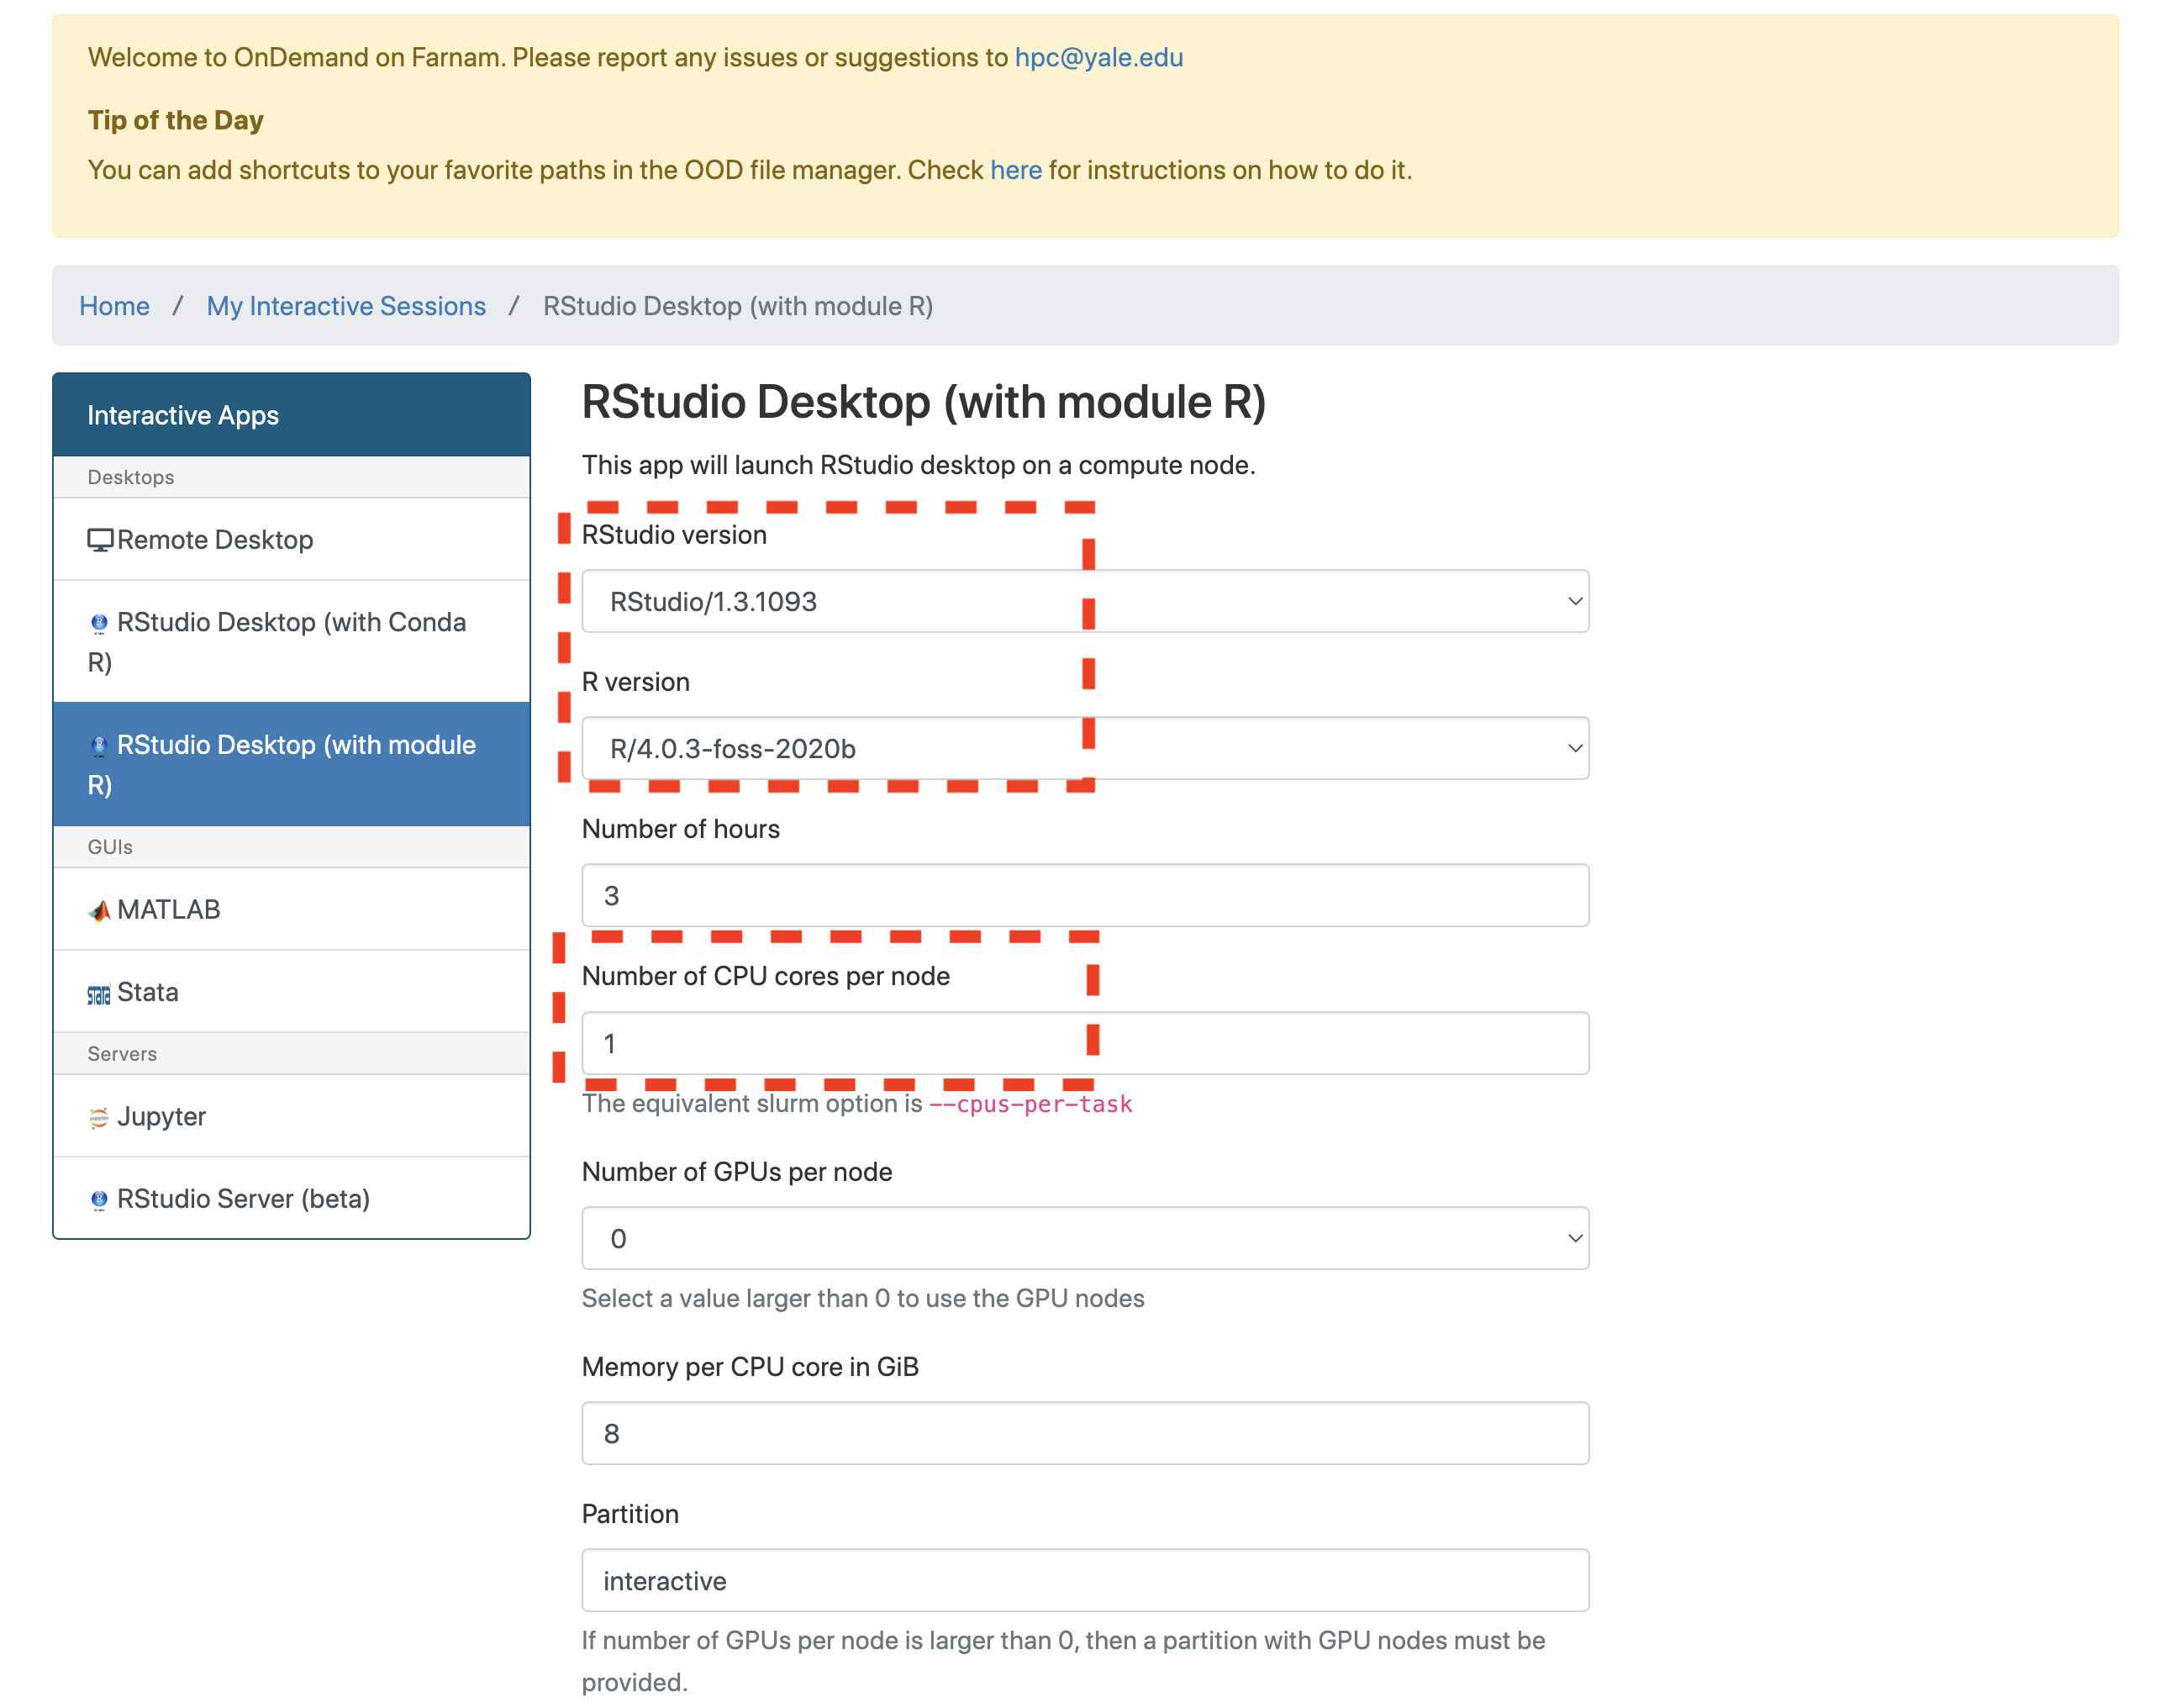 Welcome to OnDemand on Farnam. Please report any issues or suggestions to hpc@yale.edu
Tip of the Day
You can add shortcuts to your favorite paths in the OOD file manager. Check here for instructions on how to do it.
Home / My Interactive Sessions / RStudio Desktop (with module R)
Interactive Apps
Desktops
Remote Desktop
RStudio Desktop (with Conda
R)
RStudio Desktop (with module
R)
GUIs
MATLAB
Stata
Servers
Jupyter
RStudio Server (beta)
RStudio Desktop (with module R)
This app will launch RStudio desktop on a compute node.
RStudio version
RStudio/1.3.1093
R version
R/4.0.3-foss-2020b
Number of hours
3
Number of CPU cores per node
1
The equivalent slurm option is --cpus-per-task
Number of GPUs per node
0
Select a value larger than 0 to use the GPU nodes
Memory per CPU core in GiB
8
Partition
interactive
If number of GPUs per node is larger than 0, then a partition with GPU nodes must be
provided.